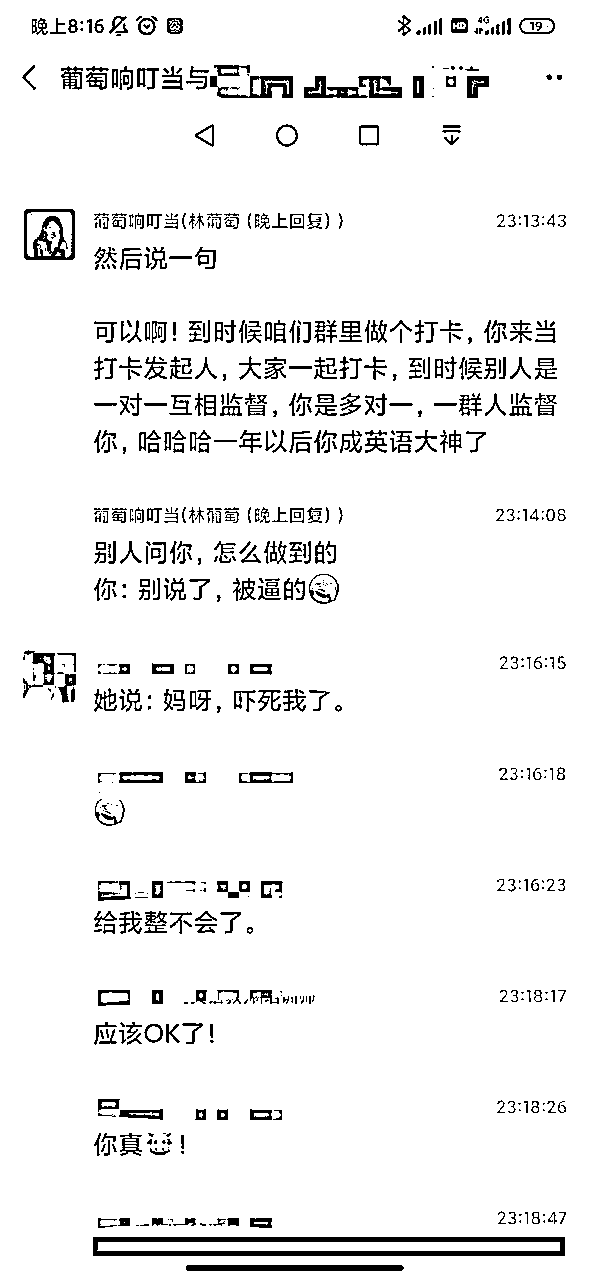 晚上8:16
HD
4G
19
葡萄响叮当与
葡萄响叮当(林葡萄 (晚上回复) )
23:13:43
然后说一句
可以啊! 到时候咱们群里做个打卡, 你来当
打卡发起人, 大家一起打卡, 到时候别人是
一对一互相监督, 你是多对一, 一群人监督
你, 哈哈哈一年以后你成英语大神了
葡萄响叮当(林葡萄 (晚上回复) )
23:14:08
别人问你, 怎么做到的
你: 别说了, 被逼的
23:16:15
她说: 妈呀, 吓死我了。
23:16:18
23:16:23
给我整不会了。
23:18:17
应该OK了!
23:18:26
你真 !
23:18:47